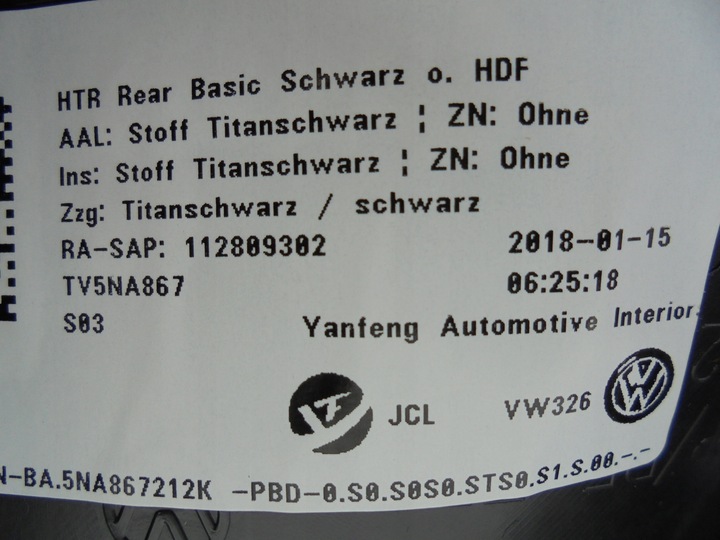 HTR Rear Basic Schwarz o. HDF
AAL: Stoff Titanschwarz ¦ ZN: Ohne
Ins: Stoff Titanschwarz ¦ ZN: Ohne
Zzg: Titanschwarz / schwarz
RA-SAP: 112809302 2018-01-15
TV5NA867 06:25:18
S03 Yanfeng Automotive Interior
JCL VW326
N-BA.5NA867212K -PBD-0.S0.S0S0.STS0.S1.S.00.-.-